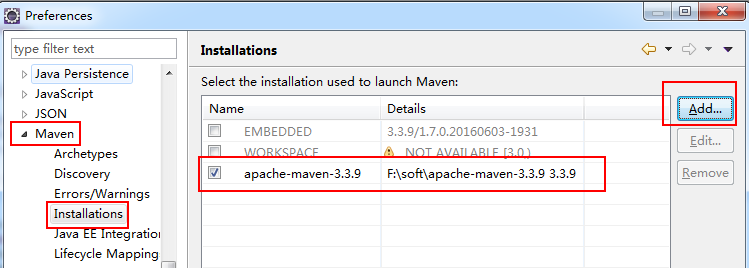 Preferences
type filter text
Installations
Java Persistence
JavaScript
JSON
Maven
Archetypes
Discovery
Errors/Warnings
Installations
Java EE Integration
Lifecycle Mapping
Select the installation used to launch Maven:
Name Details
EMBEDDED 3.3.9/1.7.0.20160603-1931
WORKSPACE NOT AVAILABLE [3.0,)
apache-maven-3.3.9 F:\soft\apache-maven-3.3.9 3.3.9
Add...
Edit...
Remove